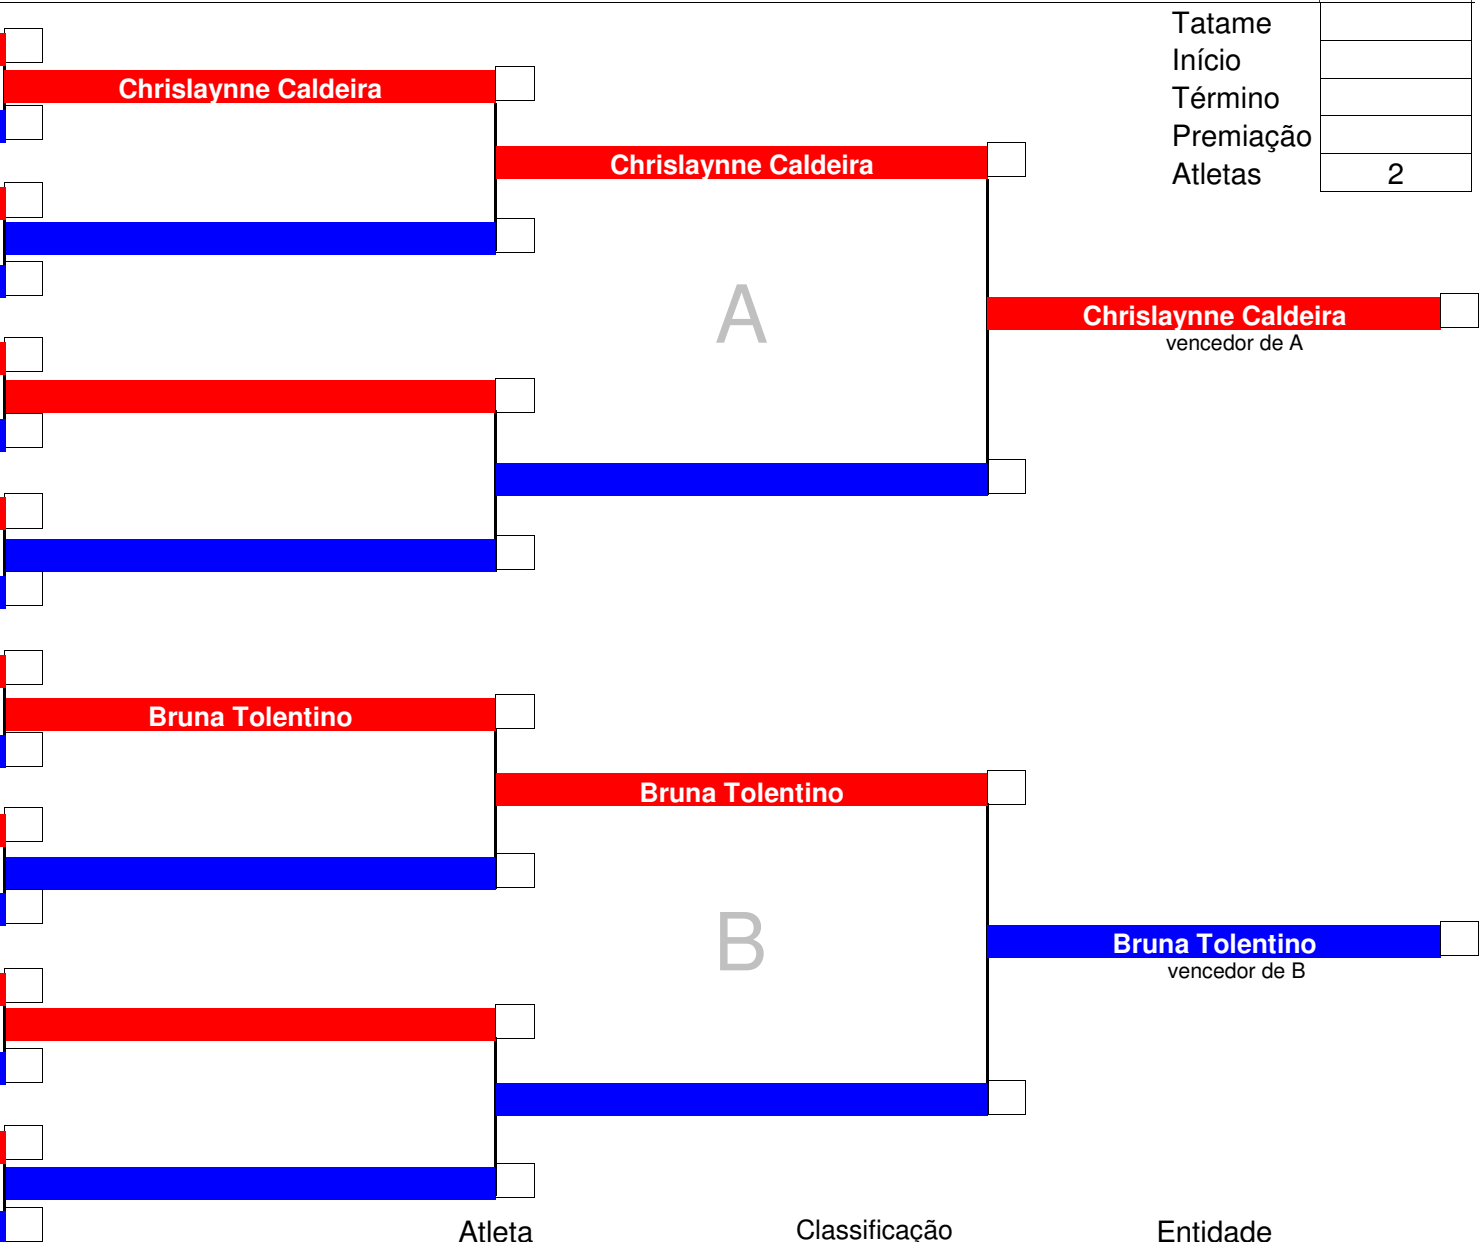 Tatame
Início
Término
Premiação
Atletas 2
Chrislaynne Caldeira
Chrislaynne Caldeira
A
Chrislaynne Caldeira
vencedor de A
Bruna Tolentino
Bruna Tolentino
B
Bruna Tolentino
vencedor de B
Atleta Classificação Entidade